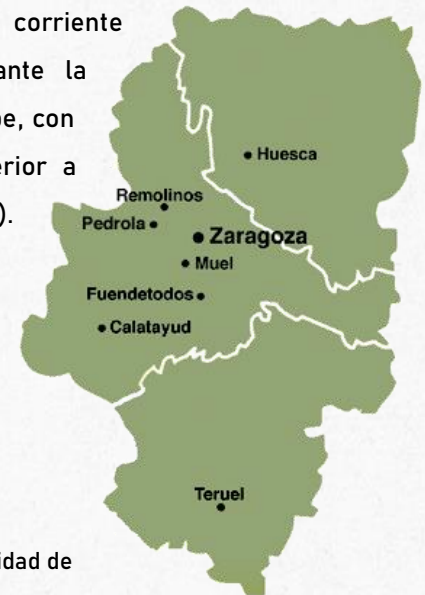 corriente
ante la
e, con
erior a
).
Huesca
Remolinos
Pedrola
Zaragoza
Muel
Fuendetodos
Calatayud
Teruel
idad de